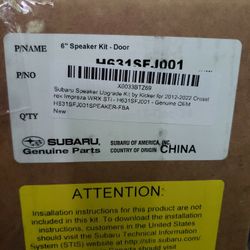 P/NAME 6" Speaker Kit - Door
P/NO H631SFJ001
X0033BTZ69
Subaru Speaker Upgrade Kit by Kicker for 2012-2022 Crosst
rek Impreza WRX STI - H631SFJ001 - Genuine OEM
H631SFJ001SPEAKER-FBA
New
Q'TY
SUBARU
Genuine Parts
SUBARU OF AMERICA, INC.
COUNTRY OF ORIGIN CHINA
ATTENTION:
Installation instructions for this product are
not included in this kit. To download the installation
instructions, customers in the United States
should visit the Subaru Technical Information
System (STIS) website at http://stis.subaru.com/